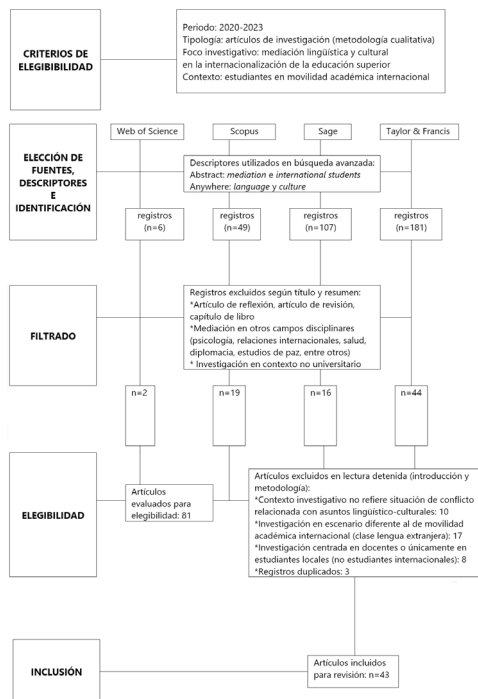 CRITERIOS DE
ELEGIBIBILIDAD
Periodo: 2020-2023
Tipología: artículos de investigación (metodología cualitativa)
Foco investigativo: mediación lingüística y cultural
en la internacionalización de la educación superior
Contexto: estudiantes en movilidad académica internacional
ELECCIÓN DE
FUENTES,
DESCRIPTORES
E
IDENTIFICACIÓN
Web of Science
Scopus
Sage
Taylor & Francis
Descriptores utilizados en búsqueda avanzada:
Abstract: mediation e international students
Anywhere: language y culture
registros
(n=6)
registros
(n=49)
registros
(n=107)
registros
(n=181)
FILTRADO
Registros excluidos según título y resumen:
*Artículo de reflexión, artículo de revisión,
capítulo de libro
*Mediación en otros campos disciplinares
(psicología, relaciones internacionales, salud,
diplomacia, estudios de paz, entre otros)
* Investigación en contexto no universitario
n=2
n=19
n=16
n=44
ELEGIBILIDAD
Artículos
evaluados para
elegibilidad: 81
Artículos excluidos en lectura detenida (introducción y
metodología):
*Contexto investigativo no refiere situación de conflicto
relacionada con asuntos lingüístico-culturales: 10
*Investigación en escenario diferente al de movilidad
académica internacional (clase lengua extranjera): 17
*Investigación centrada en docentes o únicamente en
estudiantes locales (no estudiantes internacionales): 8
*Registros duplicados: 3
INCLUSIÓN
Artículos incluidos
para revisión: n=43